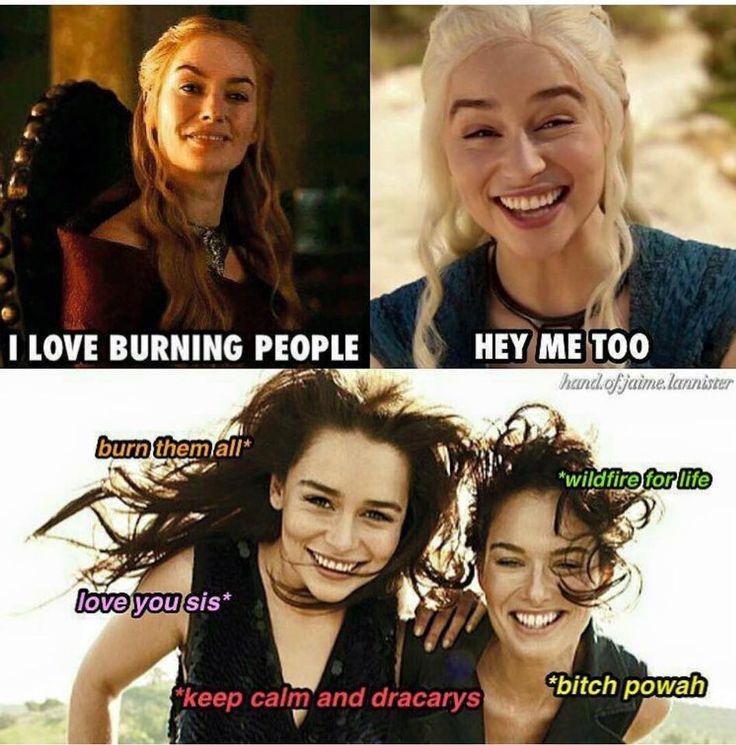 I LOVE BURNING PEOPLE
HEY ME TOO
hand.of.jaime.lannister
burn them all*
*wildfire for life
love you sis*
*keep calm and dracarys
*bitch powah